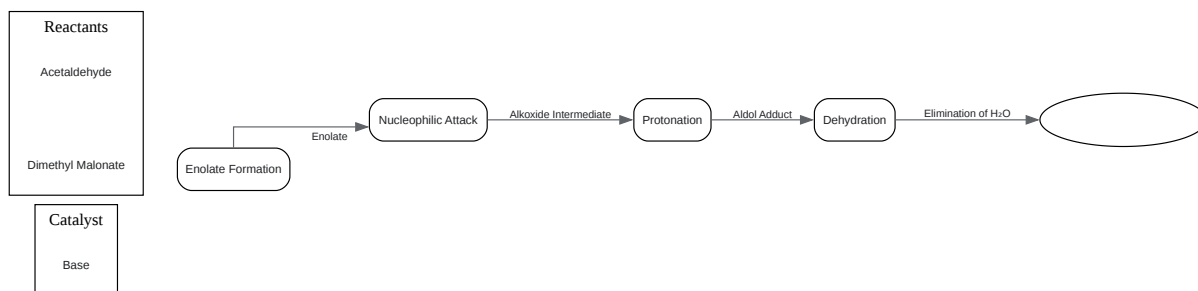 Reactants
Acetaldehyde
Dimethyl Malonate
Catalyst
Base
Enolate Formation
Enolate
Nucleophilic Attack
Alkoxide Intermediate
Protonation
Aldol Adduct
Dehydration
Elimination of H₂O